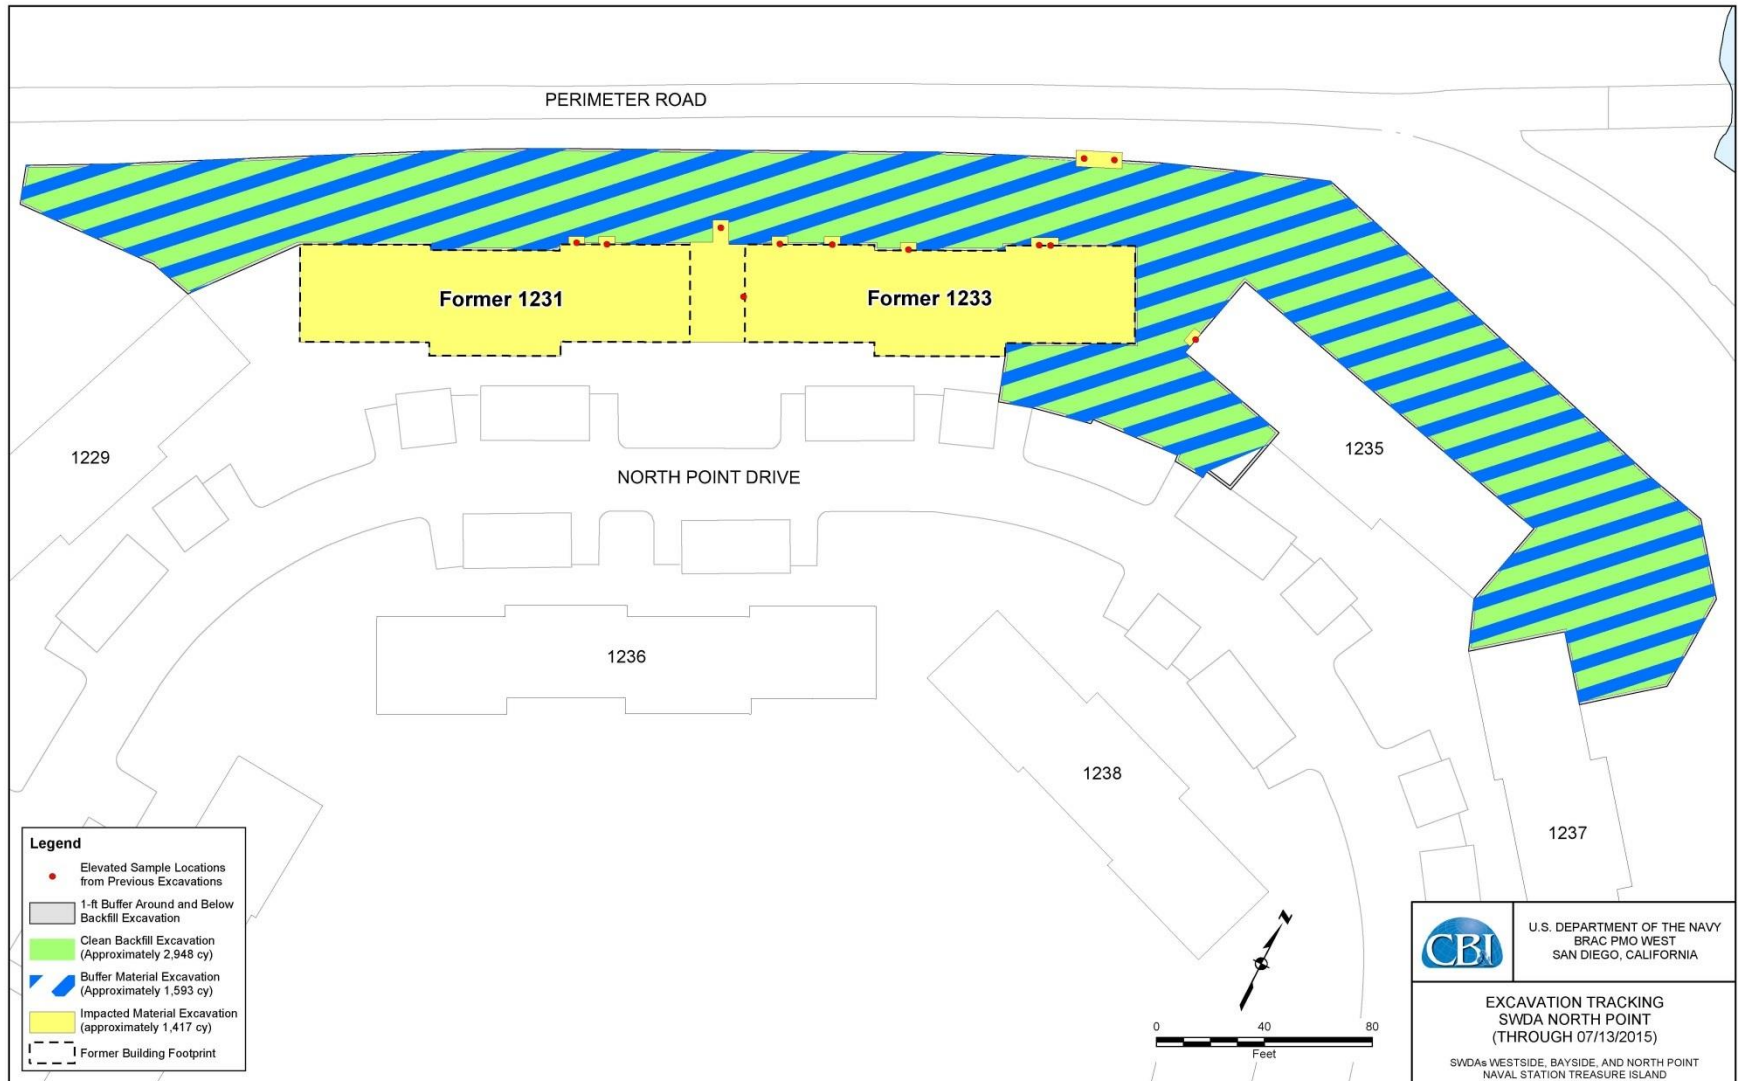 PERIMETER ROAD
Former 1231
Former 1233
1229
1235
NORTH POINT DRIVE
1236
1238
1237
Legend
Elevated Sample Locations
from Previous Excavations
1-ft Buffer Around and Below
Backfill Excavation
Clean Backfill Excavation
(Approximately 2,948 cy)
Buffer Material Excavation
(Approximately 1,593 cy)
Impacted Material Excavation
(approximately 1,417 cy)
Former Building Footprint
N
0 40 80
Feet
CB&I
U.S. DEPARTMENT OF THE NAVY
BRAC PMO WEST
SAN DIEGO, CALIFORNIA
EXCAVATION TRACKING
SWDA NORTH POINT
(THROUGH 07/13/2015)
SWDAs WESTSIDE, BAYSIDE, AND NORTH POINT
NAVAL STATION TREASURE ISLAND